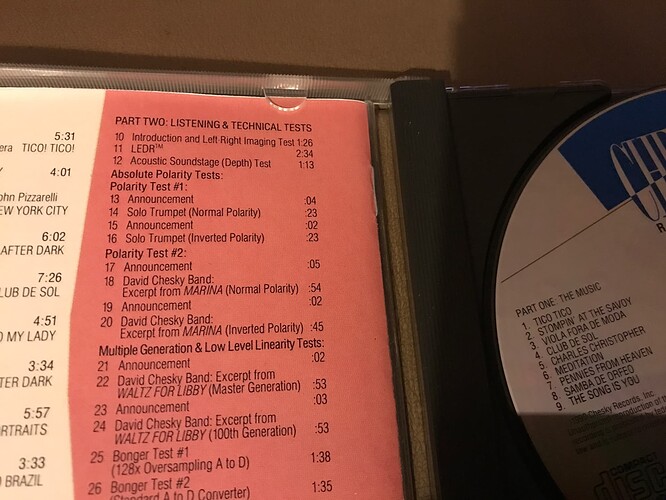 5:31
era TICO! TICO!
4:01
ohn Pizzarelli
EW YORK CITY
6:02
AFTER DARK
7:26
LUB DE SOL
4:51
O MY LADY
3:34
TER DARK
5:57
ORTRAITS
3:33
O BRAZIL
PART TWO: LISTENING & TECHNICAL TESTS
10 Introduction and Left-Right Imaging Test 1:26
11 LEDR™ 2:34
12 Acoustic Soundstage (Depth) Test 1:13
Absolute Polarity Tests:
Polarity Test #1:
13 Announcement :04
14 Solo Trumpet (Normal Polarity) :23
15 Announcement :02
16 Solo Trumpet (Inverted Polarity) :23
Polarity Test #2:
17 Announcement :05
18 David Chesky Band:
Excerpt from MARINA (Normal Polarity) :54
19 Announcement :02
20 David Chesky Band:
Excerpt from MARINA (Inverted Polarity) :45
Multiple Generation & Low Level Linearity Tests:
21 Announcement :02
22 David Chesky Band: Excerpt from
WALTZ FOR LIBBY (Master Generation) :53
23 Announcement :03
24 David Chesky Band: Excerpt from
WALTZ FOR LIBBY (100th Generation) :53
25 Bonger Test #1
(128x Oversampling A to D) 1:38
26 Bonger Test #2
(Standard A to D Converter) 1:35
CH
R
PART ONE: THE MUSIC
1. TICO TICO
2. STOMPIN' AT THE SAVOY
3. VIOLA FORA DE MODA
4. CLUB DE SOL
5. CHARLES CHRISTOPHER
6. MEDITATION
7. PENNIES FROM HEAVEN
8. SAMBA DE ORFEO
9. THE SONG IS YOU
Chesky Records, Inc.
COMPACT
disc